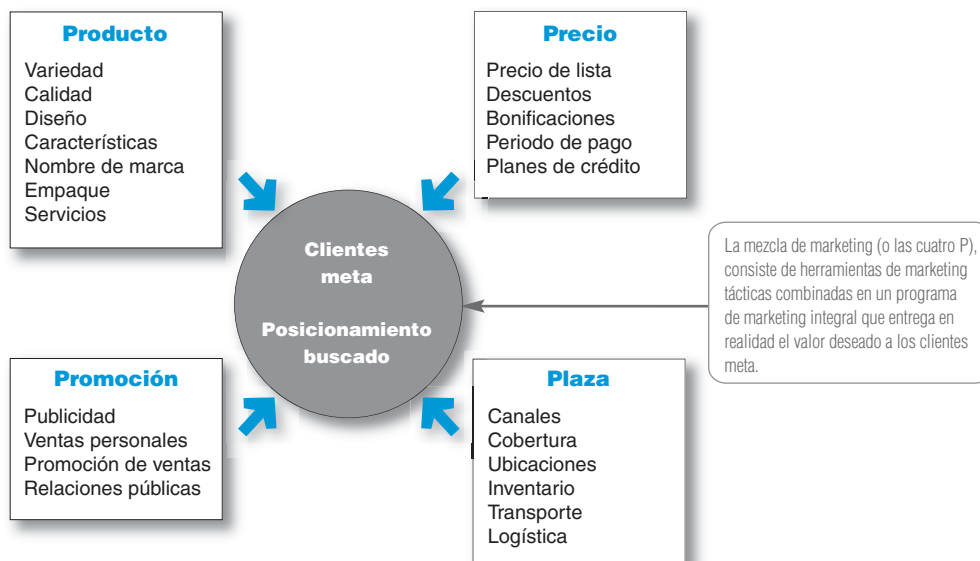 Producto
Variedad
Calidad
Diseño
Características
Nombre de marca
Empaque
Servicios
Precio
Precio de lista
Descuentos
Bonificaciones
Periodo de pago
Planes de crédito
Clientes
meta
Posicionamiento
buscado
La mezcla de marketing (o las cuatro P),
consiste de herramientas de marketing
tácticas combinadas en un programa
de marketing integral que entrega en
realidad el valor deseado a los clientes
meta.
Promoción
Publicidad
Ventas personales
Promoción de ventas
Relaciones públicas
Plaza
Canales
Cobertura
Ubicaciones
Inventario
Transporte
Logística